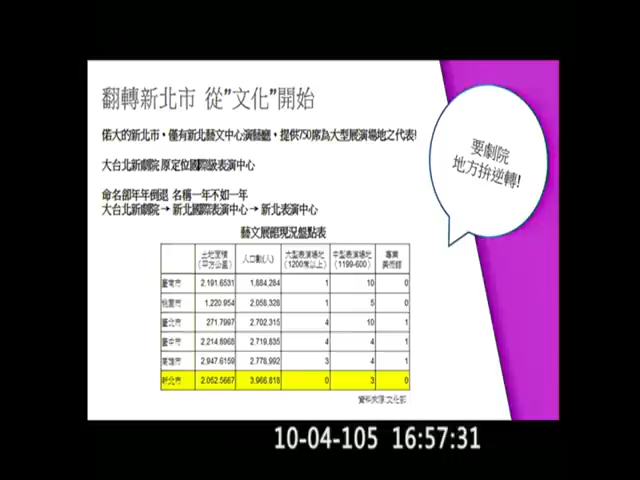 翻轉新北市 從”文化”開始
偌大的新北市，僅有新北藝文中心演藝廳，提供750席為大型展演場地之代表!
大台北新劇院 原定位國際級表演中心
命名卻年年倒退 名稱一年不如一年
大台北新劇院 → 新北國際表演中心 → 新北表演中心
要劇院
地方拚逆轉!
藝文展館現況盤點表
土地面積（平方公里） 人口數(人) 大型表演場地（1200席以上） 中型表演場地（1199-600） 專業美術館
臺南市 2,191.6531 1,884,284 1 10 0
桃園市 1,220.954 2,058,328 1 5 0
臺北市 271.7997 2,702,315 4 10 1
臺中市 2,214.8968 2,719,835 4 4 1
高雄市 2,947.6159 2,778,992 3 4 1
新北市 2,052.5667 3,966,818 0 3 0
資料來源:文化部
10-04-105 16:57:31